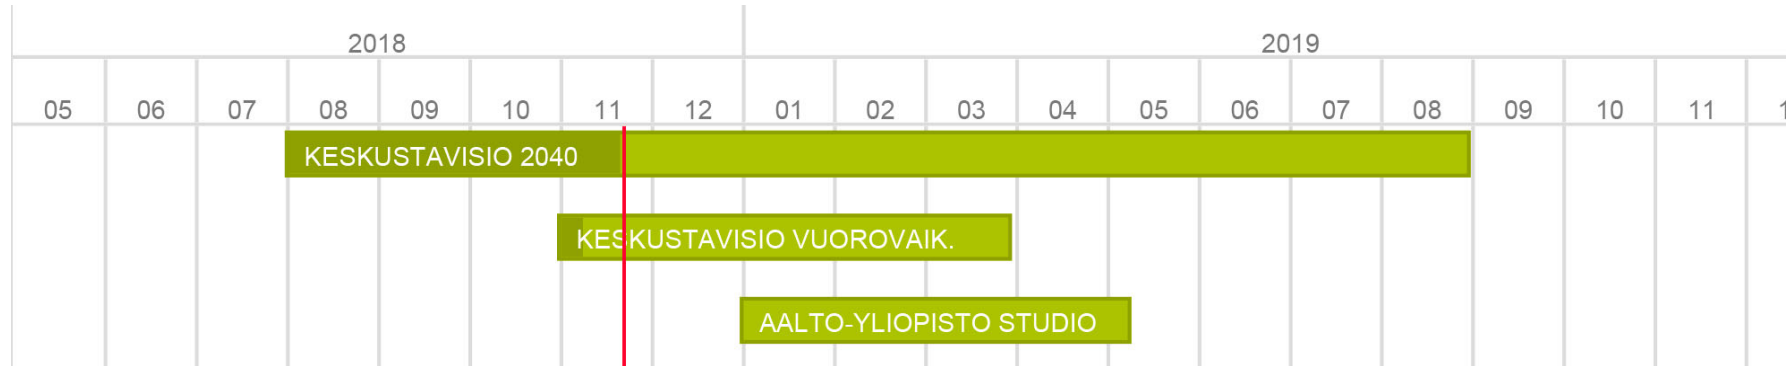 2018 2019
05 06 07 08 09 10 11 12 01 02 03 04 05 06 07 08 09 10 11
KESKUSTAVISIO 2040
KESKUSTAVISIO VUOROVAIK.
AALTO-YLIOPISTO STUDIO